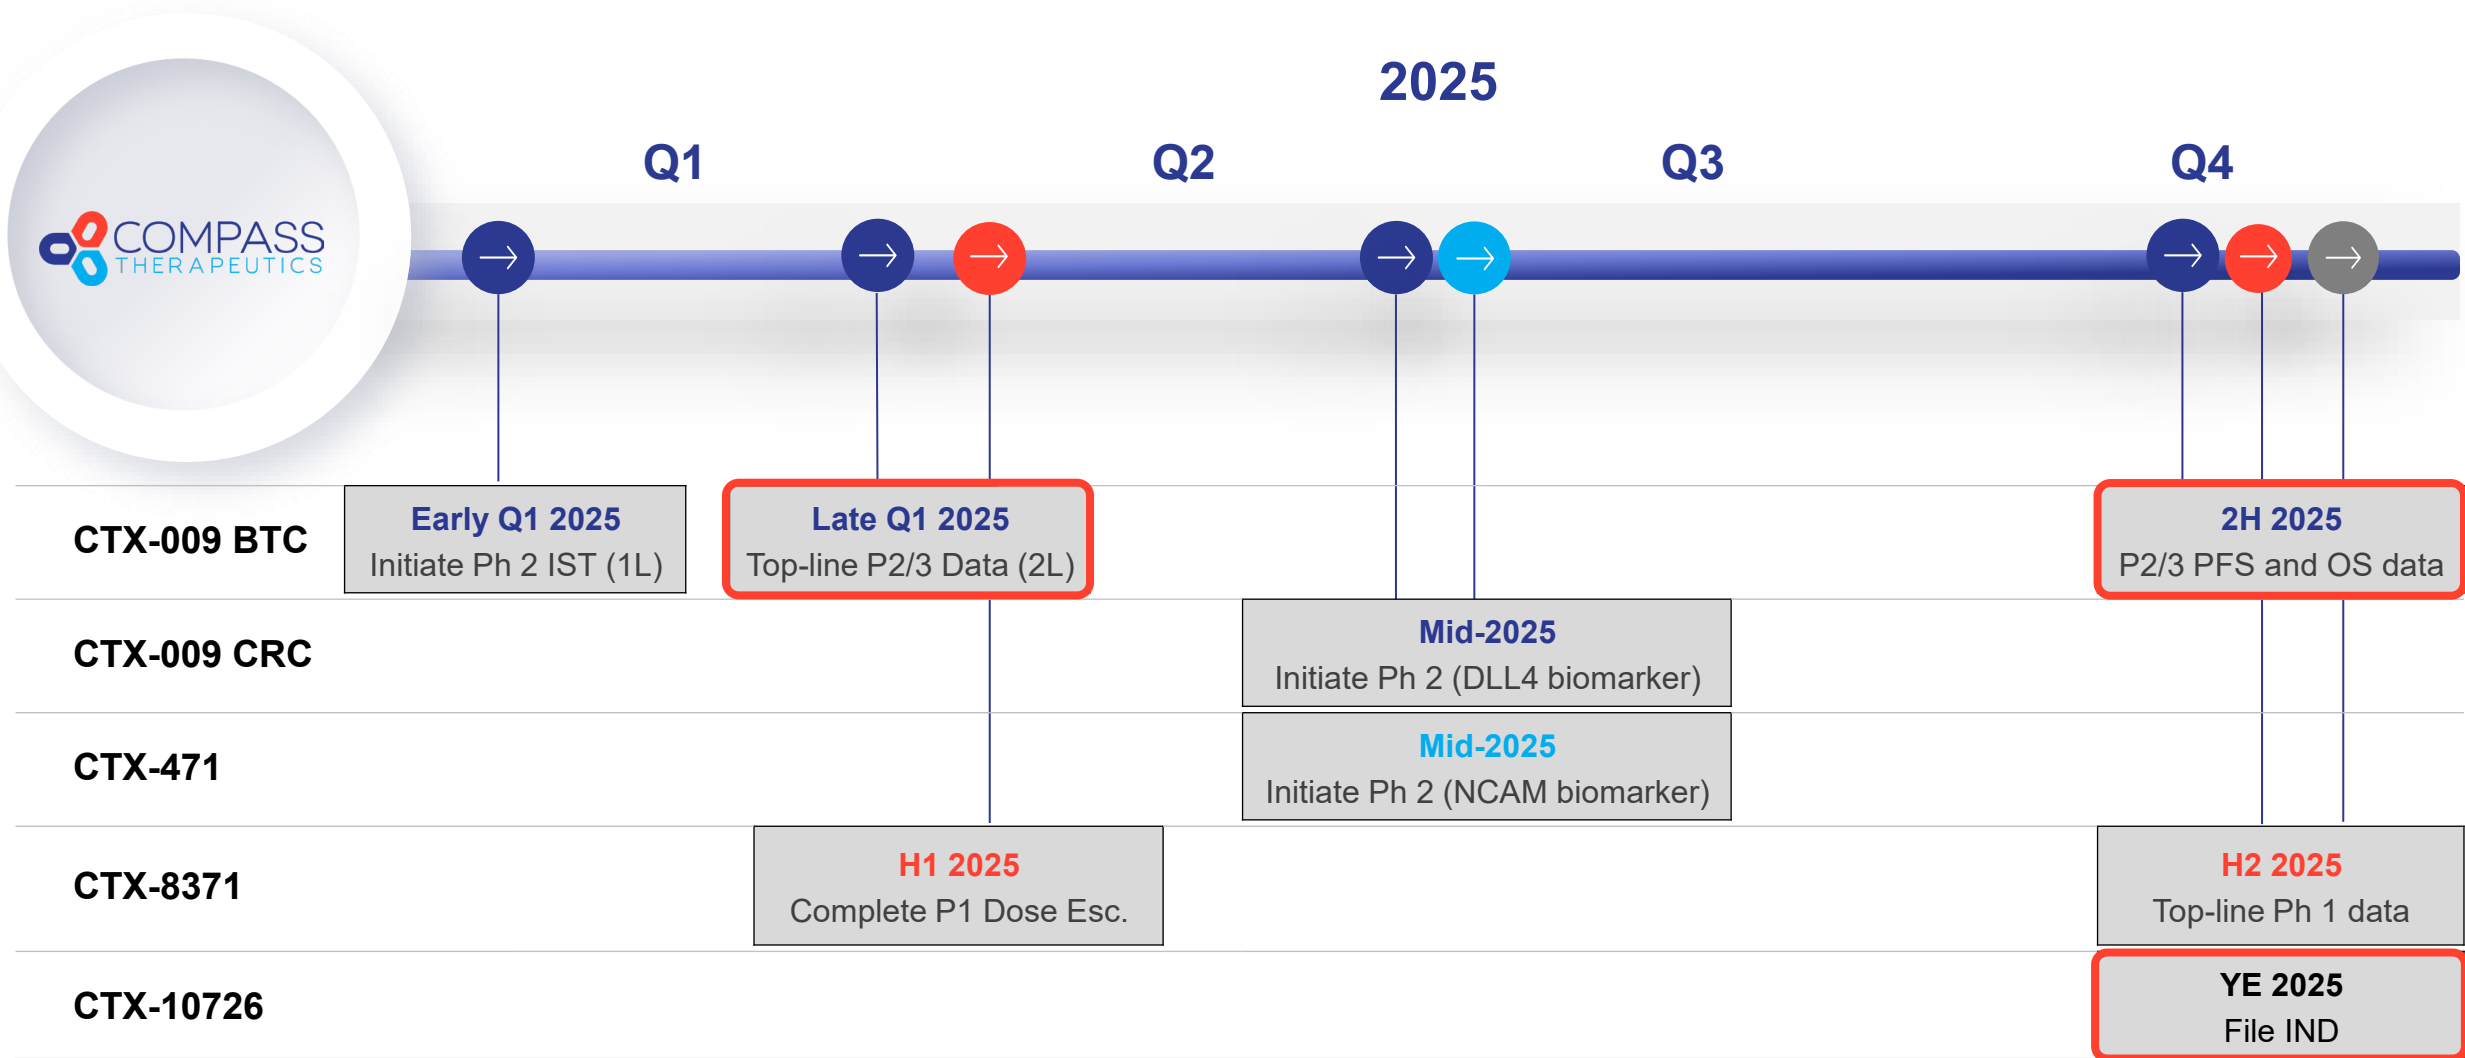 2025
Q1 Q2 Q3 Q4
COMPASS
THERAPEUTICS
CTX-009 BTC
Early Q1 2025
Initiate Ph 2 IST (1L)
Late Q1 2025
Top-line P2/3 Data (2L)
2H 2025
P2/3 PFS and OS data
CTX-009 CRC
Mid-2025
Initiate Ph 2 (DLL4 biomarker)
CTX-471
Mid-2025
Initiate Ph 2 (NCAM biomarker)
CTX-8371
H1 2025
Complete P1 Dose Esc.
H2 2025
Top-line Ph 1 data
CTX-10726
YE 2025
File IND